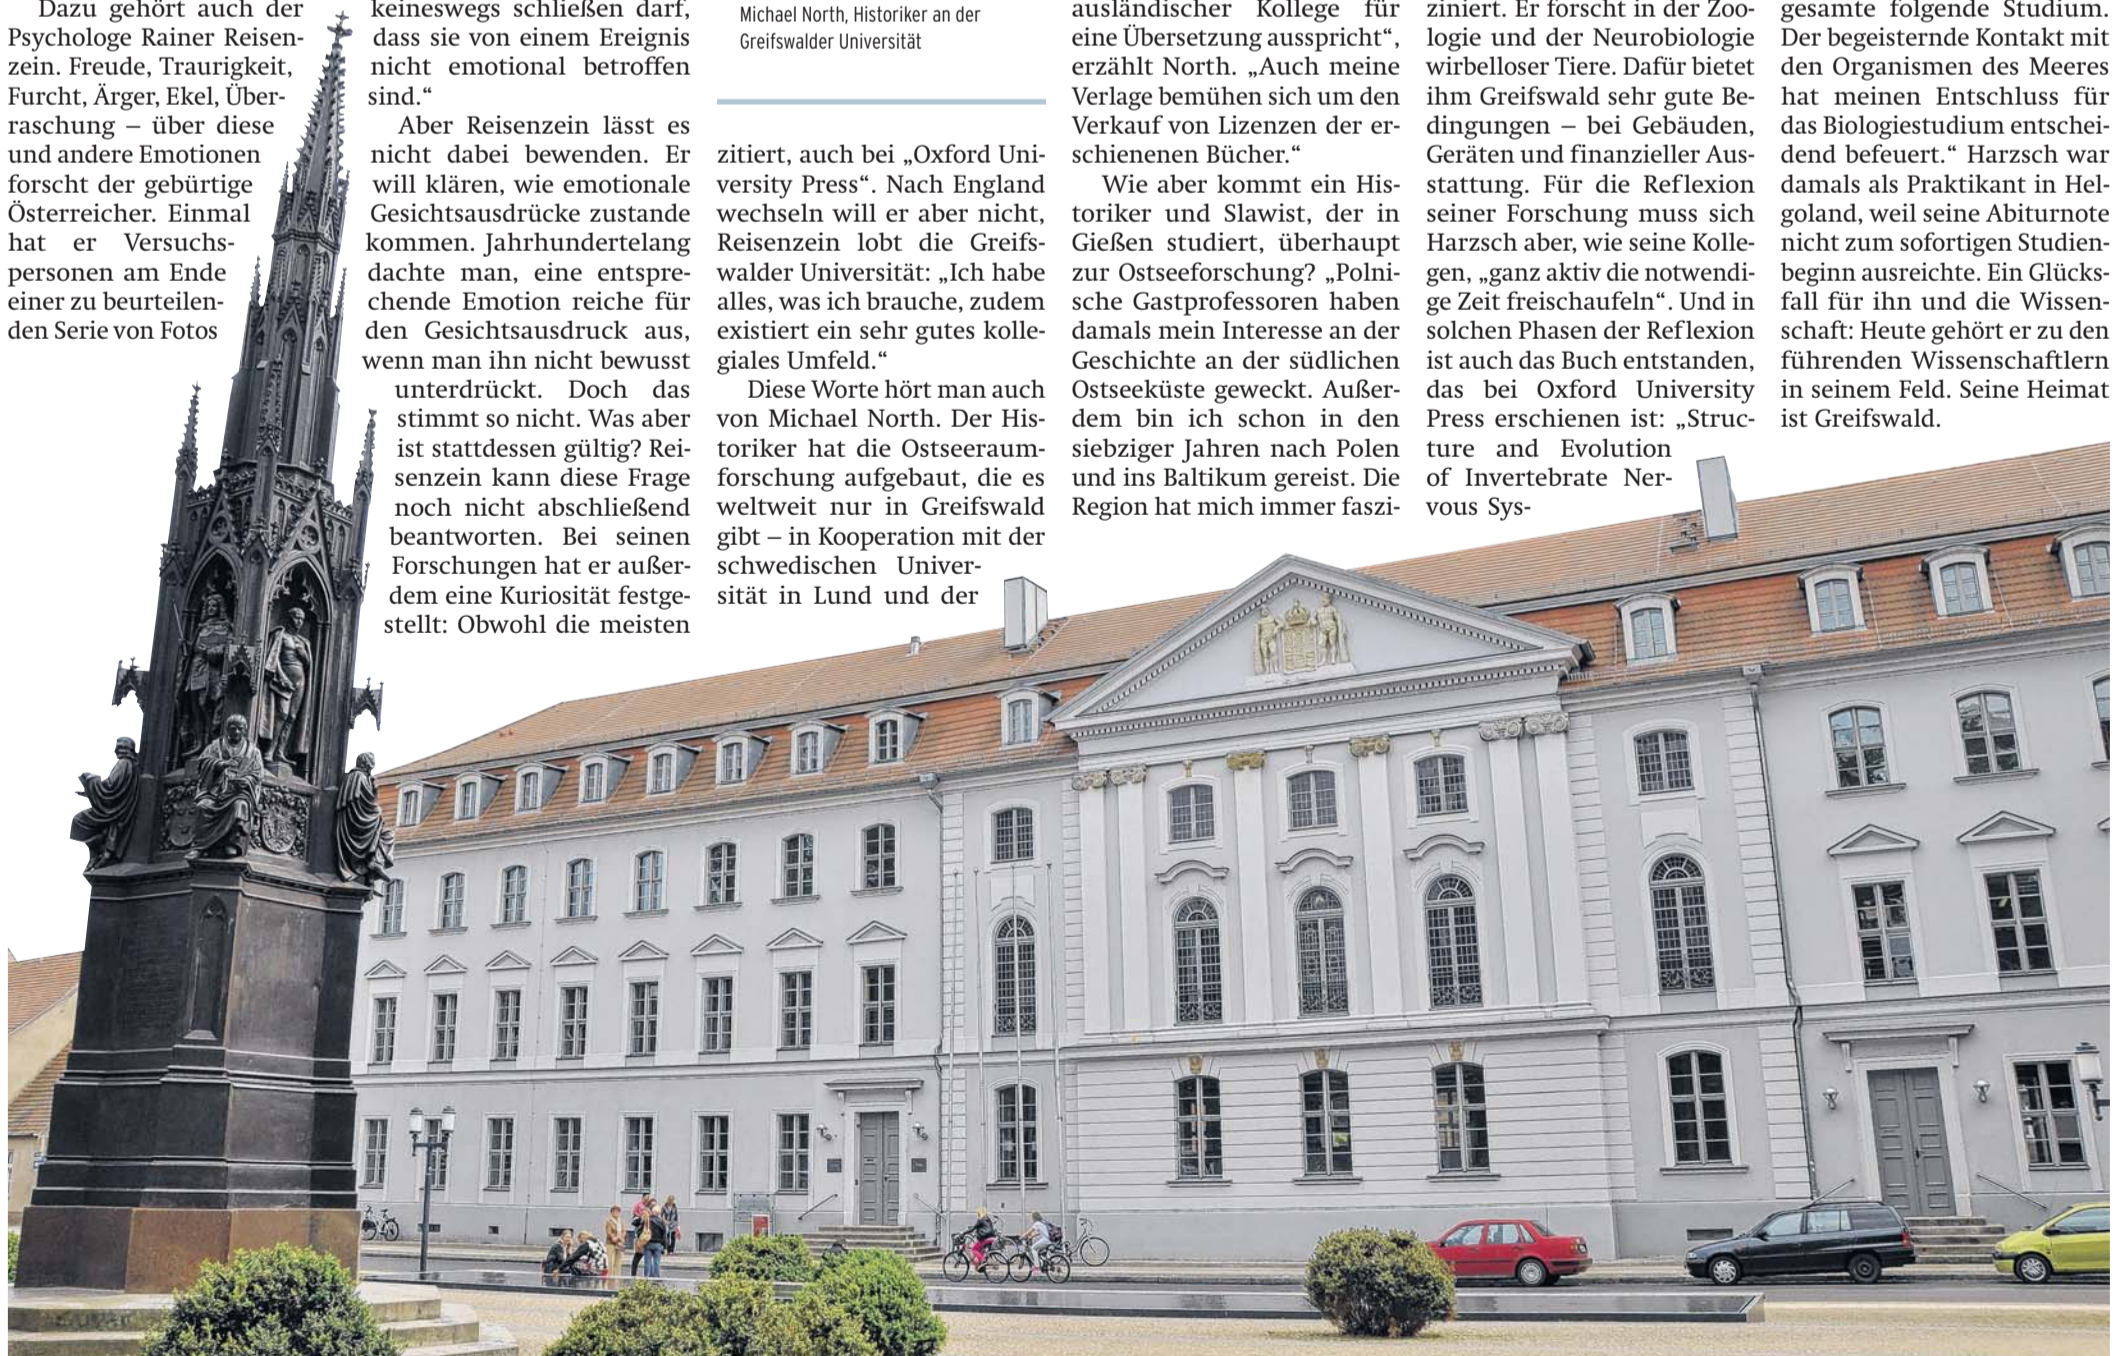 Dazu gehört auch der
Psychologe Rainer Reisen-
zein. Freude, Traurigkeit,
Furcht, Ärger, Ekel, Über-
raschung – über diese
und andere Emotionen
forscht der gebürtige
Österreicher. Einmal
hat er Versuchs-
personen am Ende
einer zu beurteilen-
den Serie von Fotos
keineswegs schließen darf,
dass sie von einem Ereignis
nicht emotional betroffen
sind.“
Aber Reisenzein lässt es
nicht dabei bewenden. Er
will klären, wie emotionale
Gesichtsausdrücke zustande
kommen. Jahrhundertelang
dachte man, eine entspre-
chende Emotion reiche für
den Gesichtsausdruck aus,
wenn man ihn nicht bewusst
unterdrückt. Doch das
stimmt so nicht. Was aber
ist stattdessen gültig? Rei-
senzein kann diese Frage
noch nicht abschließend
beantworten. Bei seinen
Forschungen hat er außer-
dem eine Kuriosität festge-
stellt: Obwohl die meisten
Michael North, Historiker an der
Greifswalder Universität
zitiert, auch bei „Oxford Uni-
versity Press“. Nach England
wechseln will er aber nicht,
Reisenzein lobt die Greifs-
walder Universität: „Ich habe
alles, was ich brauche, zudem
existiert ein sehr gutes kolle-
giales Umfeld.“
Diese Worte hört man auch
von Michael North. Der His-
toriker hat die Ostseeraum-
forschung aufgebaut, die es
weltweit nur in Greifswald
gibt – in Kooperation mit der
schwedischen Univer-
sität in Lund und der
ausländischer Kollege für
eine Übersetzung ausspricht“,
erzählt North. „Auch meine
Verlage bemühen sich um den
Verkauf von Lizenzen der er-
schienenen Bücher.“
Wie aber kommt ein His-
toriker und Slawist, der in
Gießen studiert, überhaupt
zur Ostseeforschung? „Polni-
sche Gastprofessoren haben
damals mein Interesse an der
Geschichte an der südlichen
Ostseeküste geweckt. Außer-
dem bin ich schon in den
siebziger Jahren nach Polen
und ins Baltikum gereist. Die
Region hat mich immer faszi-
ziniert. Er forscht in der Zoo-
logie und der Neurobiologie
wirbelloser Tiere. Dafür bietet
ihm Greifswald sehr gute Be-
dingungen – bei Gebäuden,
Geräten und finanzieller Aus-
stattung. Für die Reflexion
seiner Forschung muss sich
Harzsch aber, wie seine Kolle-
gen, „ganz aktiv die notwendi-
ge Zeit freischaufeln“. Und in
solchen Phasen der Reflexion
ist auch das Buch entstanden,
das bei Oxford University
Press erschienen ist: „Struc-
ture and Evolution
of Invertebrate Ner-
vous Sys-
gesamte folgende Studium.
Der begeisternde Kontakt mit
den Organismen des Meeres
hat meinen Entschluss für
das Biologiestudium entschei-
dend befeuert.“ Harzsch war
damals als Praktikant in Hel-
goland, weil seine Abiturnote
nicht zum sofortigen Studien-
beginn ausreichte. Ein Glücks-
fall für ihn und die Wissen-
schaft: Heute gehört er zu den
führenden Wissenschaftlern
in seinem Feld. Seine Heimat
ist Greifswald.